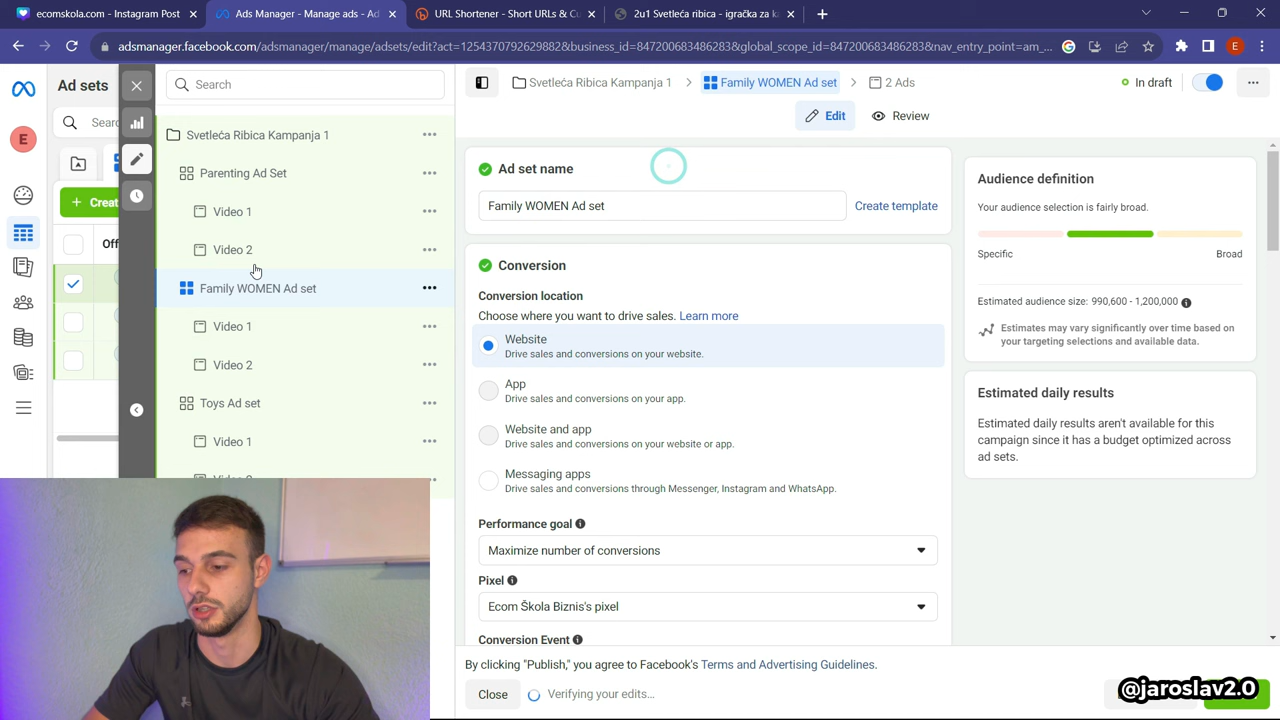 ecomskola.com - Instagram Post
Ads Manager - Manage ads - Ad
URL Shortener - Short URLs & Cu
2u1 Svetleća ribica - igračka za k
adsmanager.facebook.com/adsmanager/manage/adsets/edit?act=1254370792629882&business_id=847200683486283&global_scope_id=847200683486283&nav_entry_point=am_...
E
Ad sets
E
Search
Svetleća Ribica Kampanja 1
Family WOMEN Ad set
2 Ads
In draft
Edit
Review
Creat
Off
Svetleća Ribica Kampanja 1
Parenting Ad Set
Video 1
Video 2
Family WOMEN Ad set
Video 1
Video 2
Toys Ad set
Video 1
Ad set name
Family WOMEN Ad set
Create template
Conversion
Conversion location
Choose where you want to drive sales. Learn more
Website
Drive sales and conversions on your website.
App
Drive sales and conversions on your app.
Website and app
Drive sales and conversions on your website or app.
Messaging apps
Drive sales and conversions through Messenger, Instagram and WhatsApp.
Performance goal
Maximize number of conversions
Pixel
Ecom Škola Biznis's pixel
Conversion Event
Audience definition
Your audience selection is fairly broad.
Specific
Broad
Estimated audience size: 990,600 - 1,200,000
Estimates may vary significantly over time based on
your targeting selections and available data.
Estimated daily results
Estimated daily results aren't available for this
campaign since it has a budget optimized across
ad sets.
By clicking "Publish," you agree to Facebook's Terms and Advertising Guidelines.
Close
Verifying your edits...
@jaroslav2.0